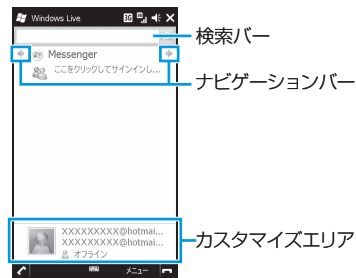 Windows Live
検索バー
Messenger
ナビゲーションバー
ここをクリックしてサインインし...
XXXXXXXXX@hotmai...
XXXXXXXXX@hotmai...
カスタマイズエリア
オフライン
メニュー